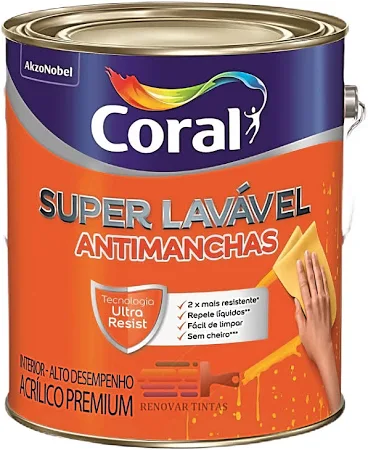 AkzoNobel
Coral
SUPER LAVÁVEL
ANTIMANCHAS
Tecnologia
Ultra
Resist
2 x mais resistente*
Repele líquidos**
Fácil de limpar
Sem cheiro***
INTERIOR - ALTO DESEMPENHO
ACRÍLICO PREMIUM
RENOVAR TINTAS